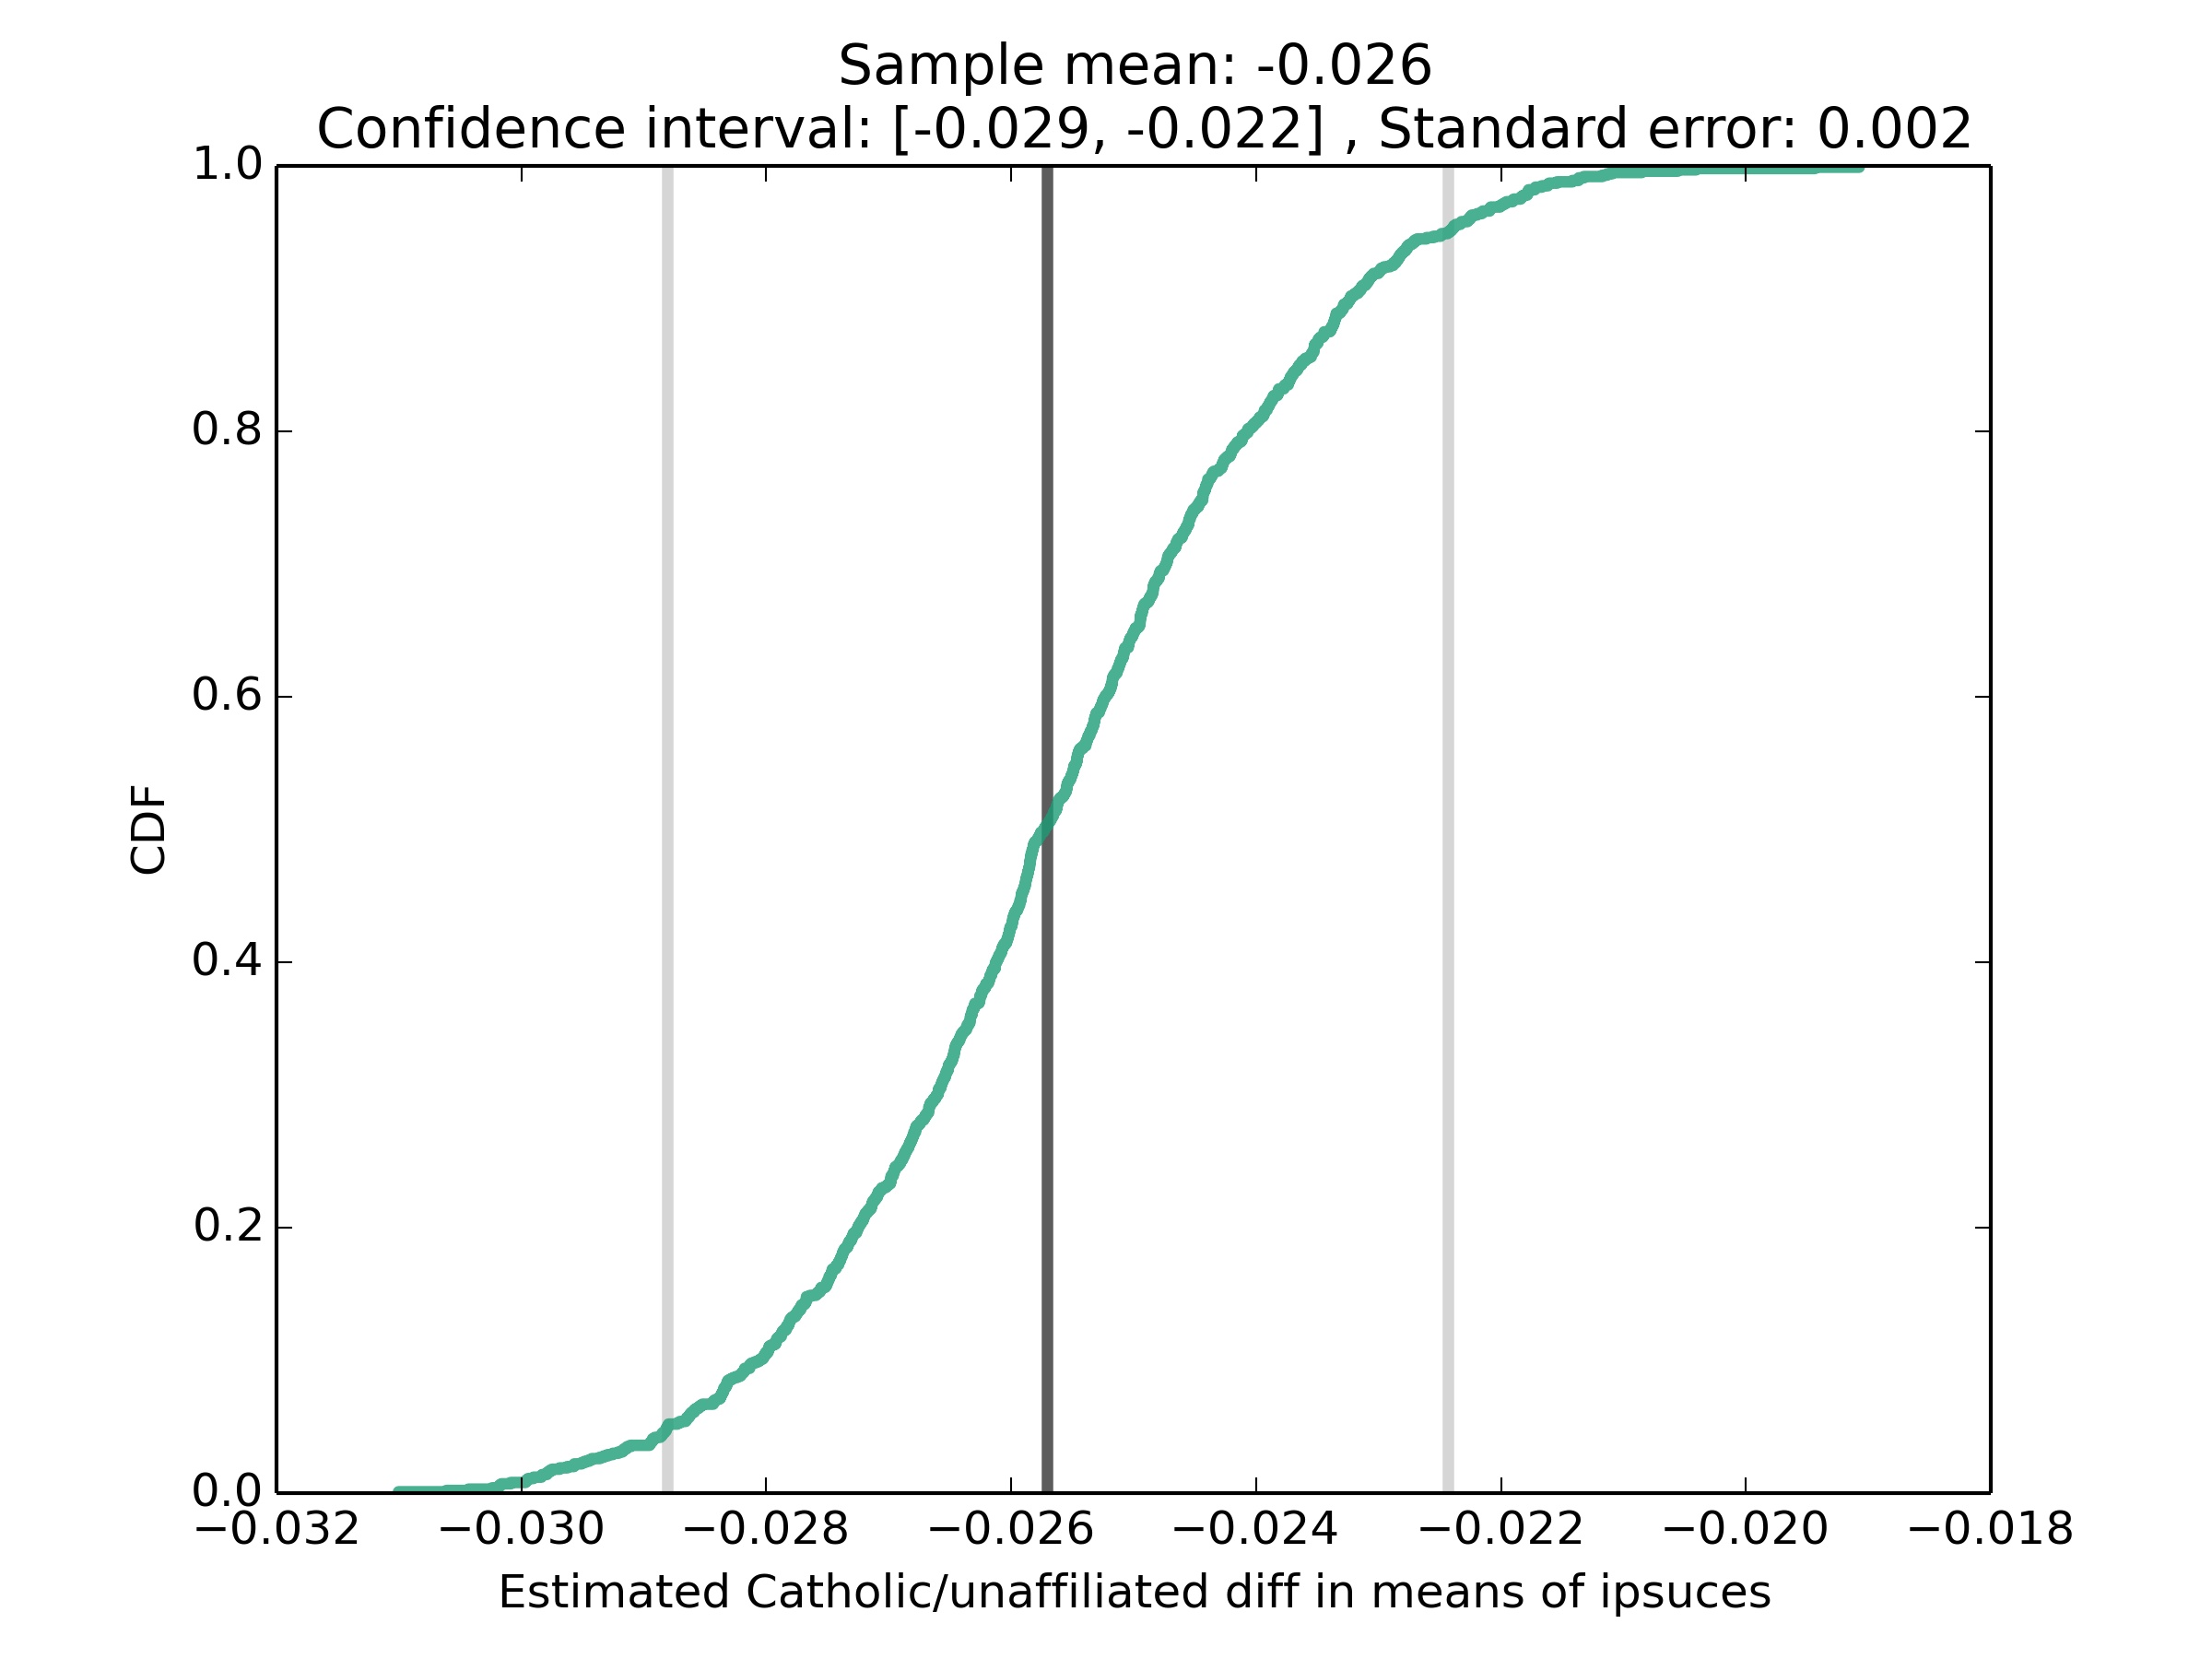 Sample mean: -0.026
Confidence interval: [-0.029, -0.022] , Standard error: 0.002
1.0
0.8
0.6
0.4
0.2
0.0
CDF
−0.032 −0.030 −0.028 −0.026 −0.024 −0.022 −0.020 −0.018
Estimated Catholic/unaffiliated diff in means of ipsuces